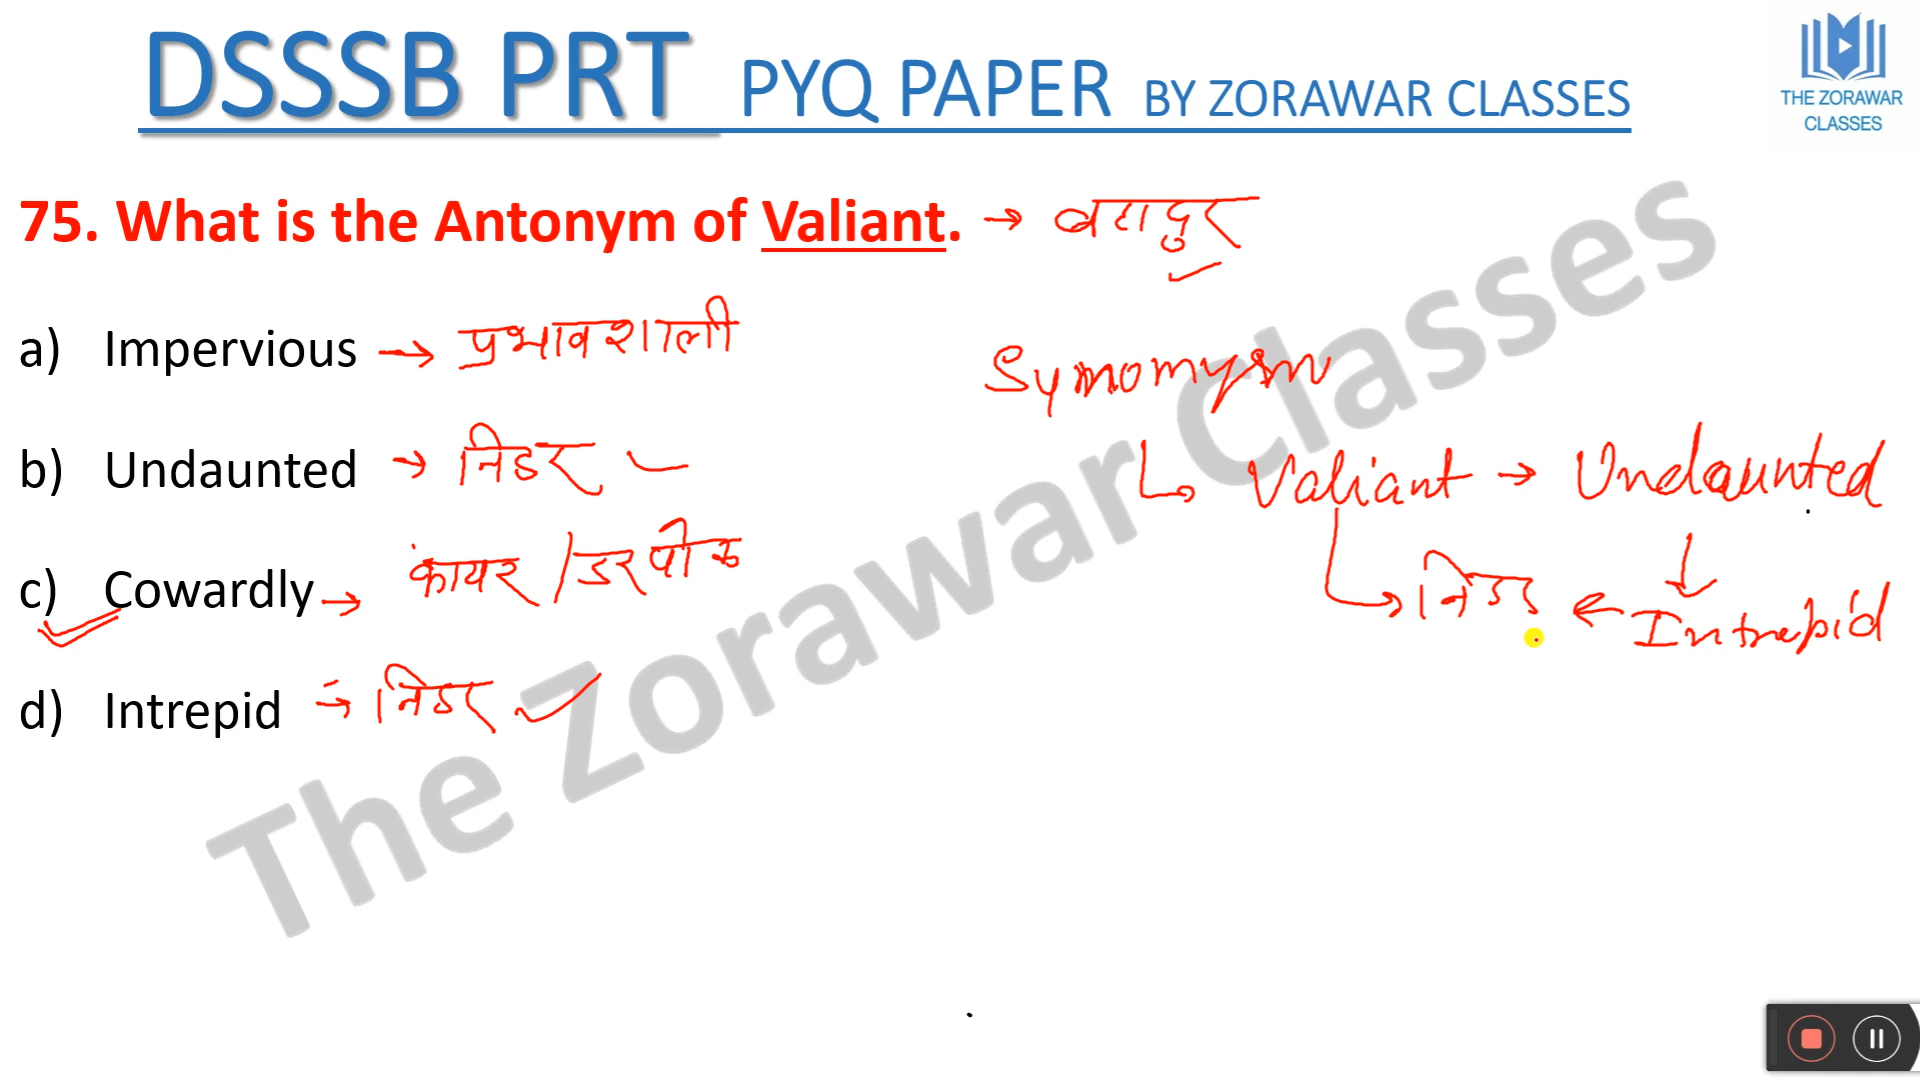 DSSSB PRT PYQ PAPER BY ZORAWAR CLASSES
THE ZORAWAR
CLASSES
75. What is the Antonym of Valiant. → बहादुर
a) Impervious → प्रभावशाली
b) Undaunted → निडर
c) Cowardly → कायर / डरपोक
d) Intrepid → निडर
Synonysm
Valiant → Undaunted
निडर ← Intrepid
The Zorawar Classes